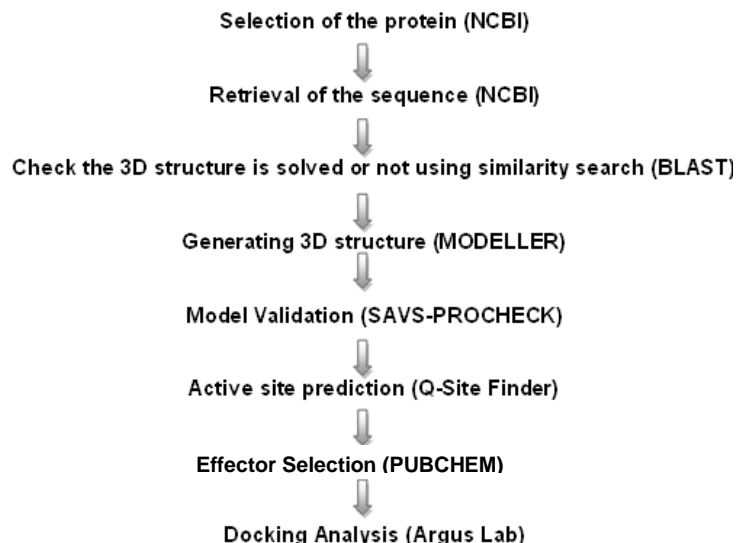 Selection of the protein (NCBI)
Retrieval of the sequence (NCBI)
Check the 3D structure is solved or not using similarity search (BLAST)
Generating 3D structure (MODELLER)
Model Validation (SAVS-PROCHECK)
Active site prediction (Q-Site Finder)
Effector Selection (PUBCHEM)
Docking Analysis (Argus Lab)